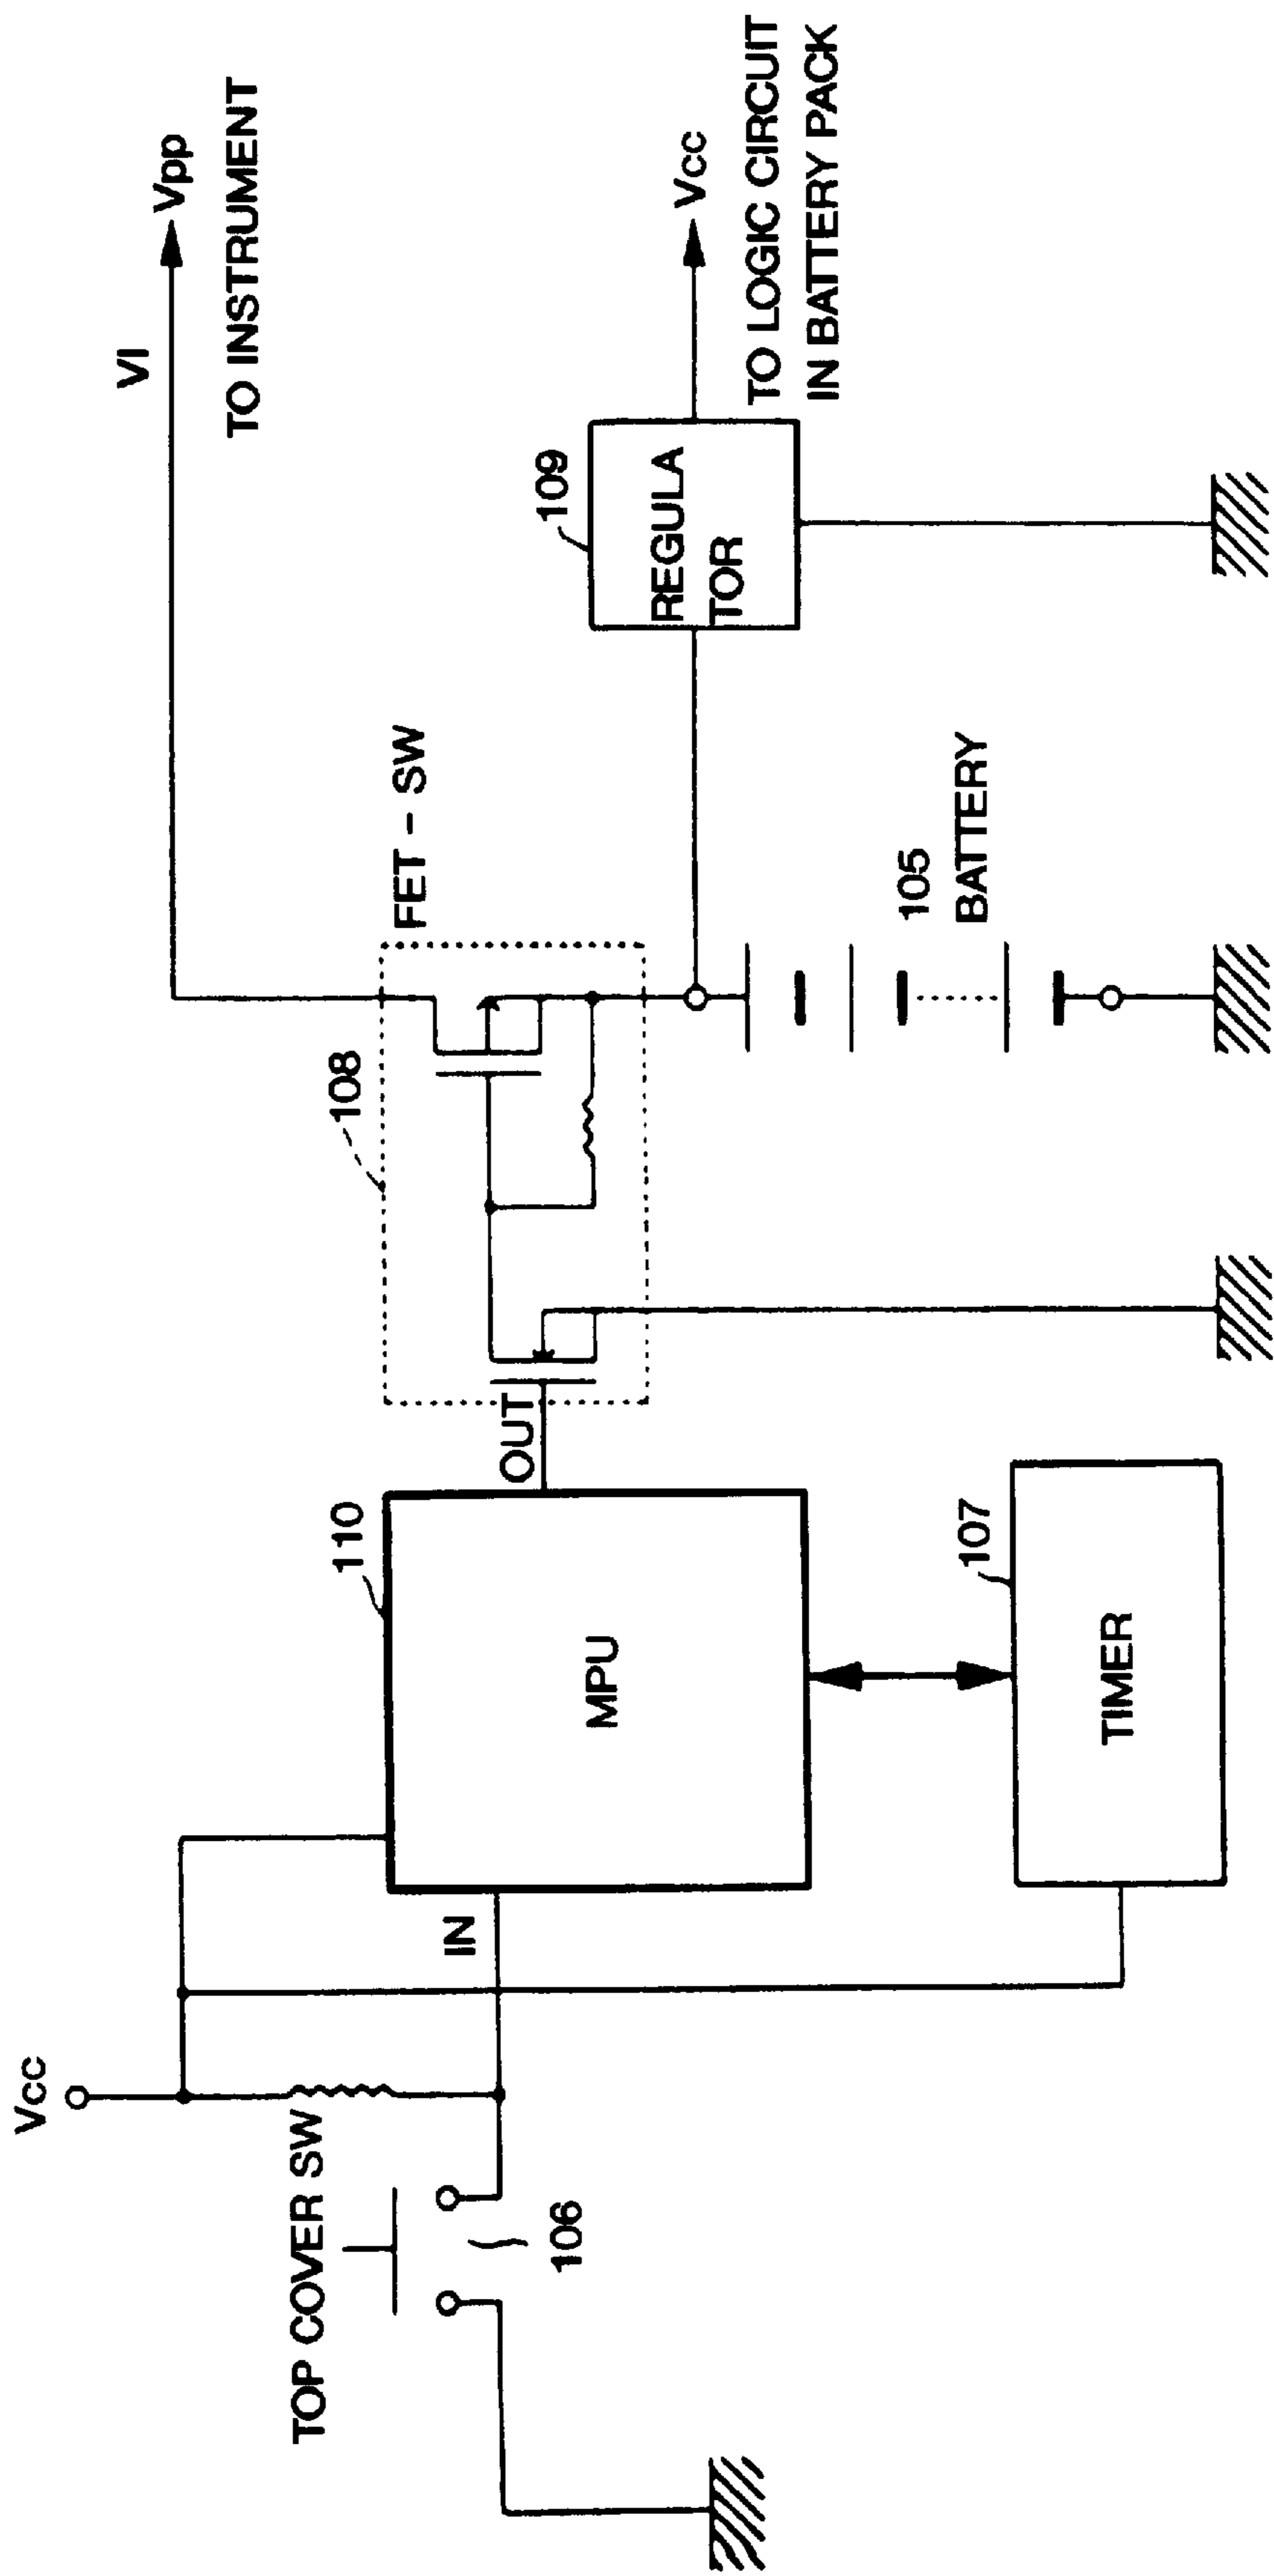 Vcc
TOP COVER SW
106
IN
110
MPU
OUT
107
TIMER
108
FET - SW
VI
Vpp
TO INSTRUMENT
109
REGULA
TOR
Vcc
TO LOGIC CIRCUIT
IN BATTERY PACK
105
BATTERY